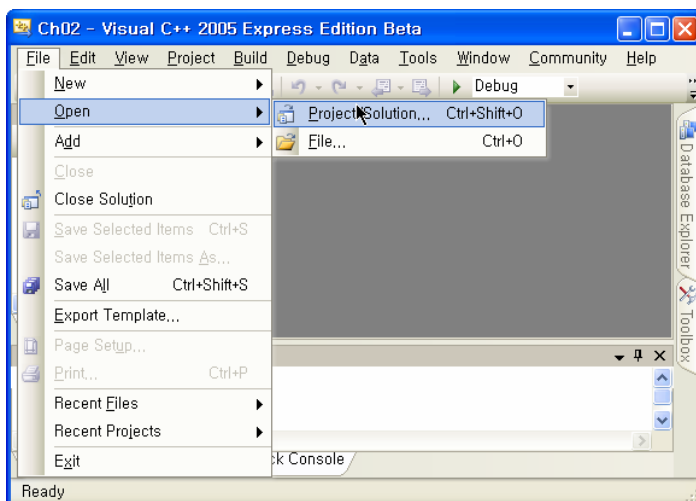 Ch02 - Visual C++ 2005 Express Edition Beta
File Edit View Project Build Debug Data Tools Window Community Help
Debug
New
Open
Project/Solution... Ctrl+Shift+O
Add
File... Ctrl+O
Close
Close Solution
Save Selected Items Ctrl+S
Save Selected Items As...
Save All Ctrl+Shift+S
Export Template...
Page Setup...
Print... Ctrl+P
Recent Files
Recent Projects
Exit
Database Explorer
Toolbox
k Console
Ready